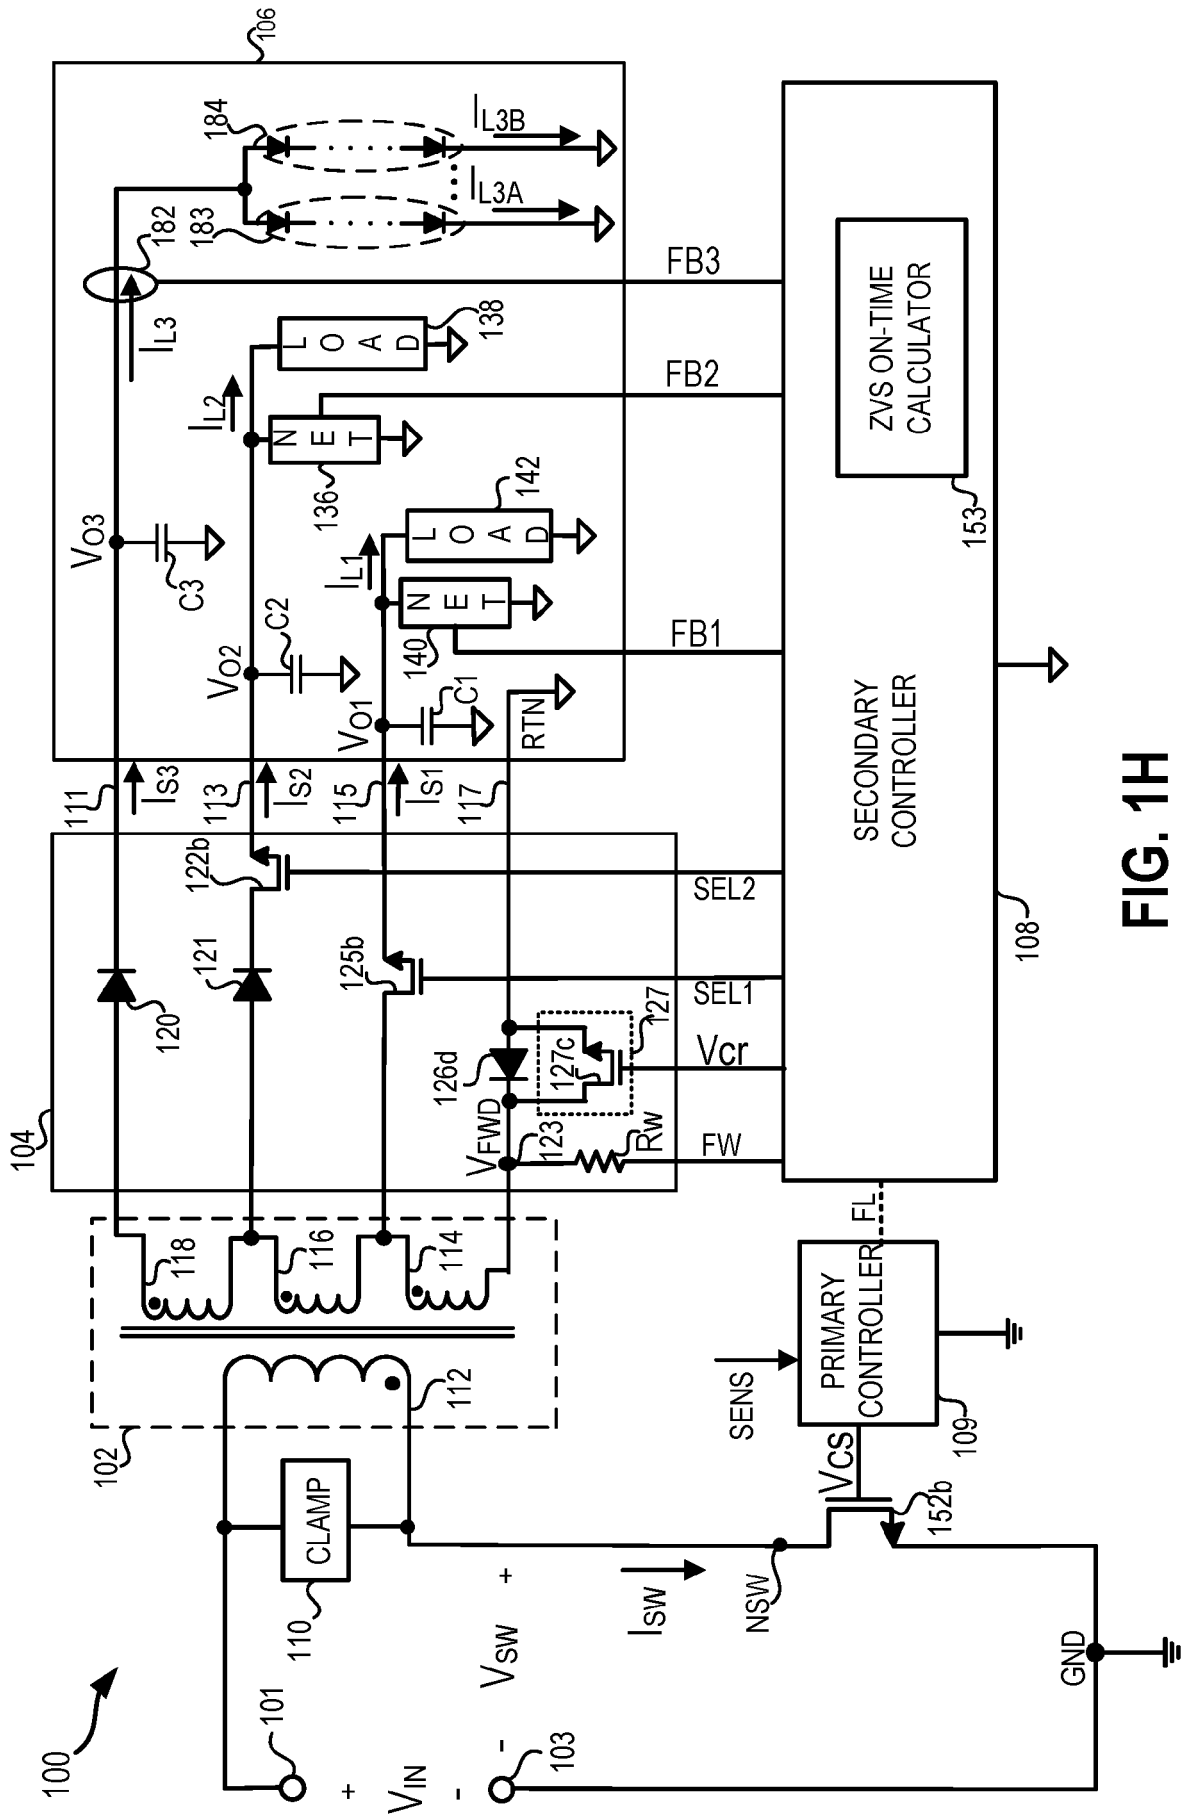 100
101
+
VIN
-
103
110
CLAMP
-
VSW
+
ISW
NSW
GND
152b
VCS
109
PRIMARY
CONTROLLER
SENS
FL
102
112
118
116
114
104
120
121
122b
125b
126d
127c
127
VFWD
123
RW
FW
Vcr
SEL1
SEL2
111
IS3
113
IS2
115
IS1
117
RTN
106
VO3
C3
VO2
C2
VO1
C1
IL1
140
NET
LOAD
142
IL2
136
NET
LOAD
138
IL3
182
183
184
IL3A
IL3B
FB1
FB2
FB3
SECONDARY
CONTROLLER
108
ZVS ON-TIME
CALCULATOR
153
FIG. 1H